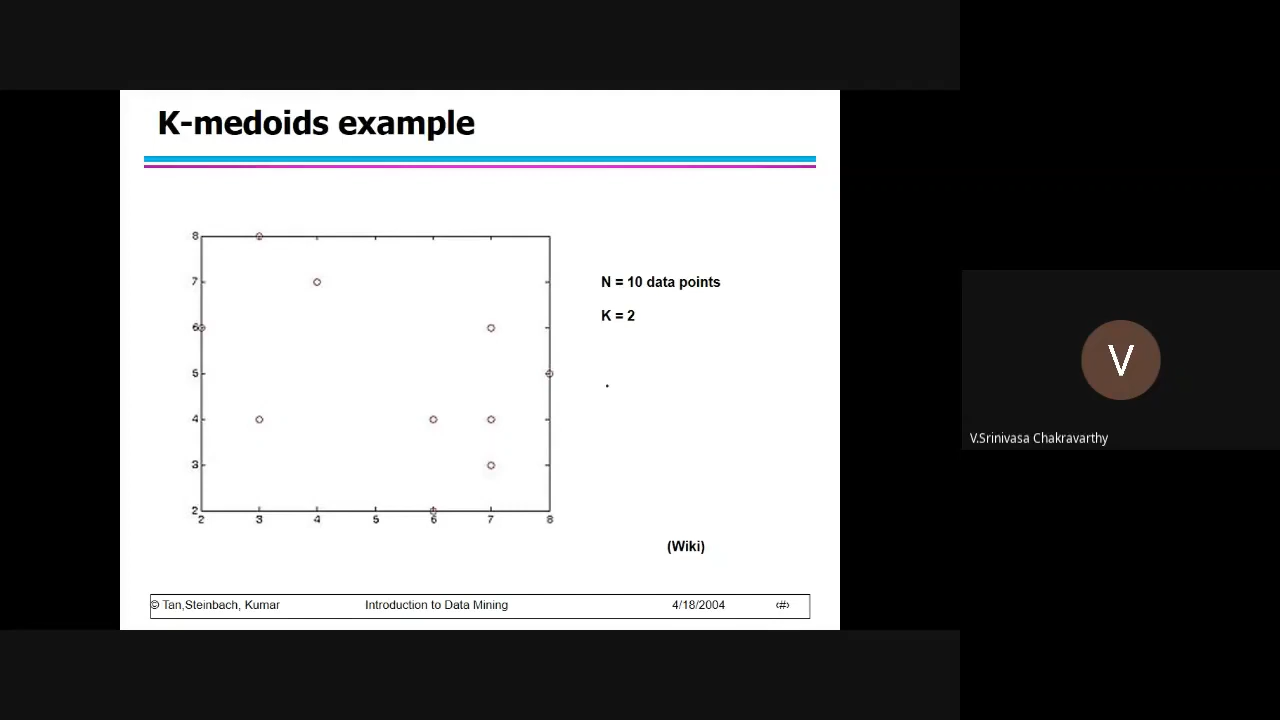 K-medoids example
8
7
6
5
4
3
2
2 3 4 5 6 7 8
N = 10 data points
K = 2
(Wiki)
© Tan,Steinbach, Kumar Introduction to Data Mining 4/18/2004 ‹#›
V
V.Srinivasa Chakravarthy